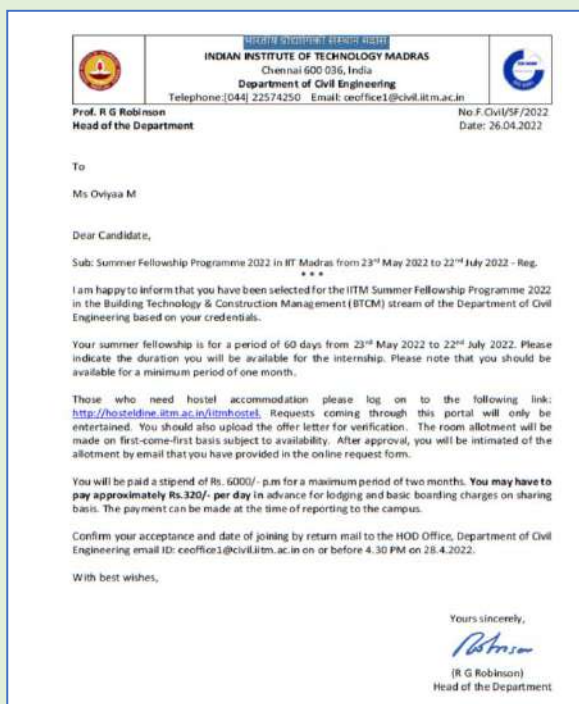 भारतीय प्रौद्योगिकी संस्थान मद्रास
INDIAN INSTITUTE OF TECHNOLOGY MADRAS
Chennai 600 036, India
Department of Civil Engineering
Telephone:[044] 22574250 Email: ceoffice1@civil.iitm.ac.in
Prof. R G Robinson
Head of the Department
No.F.Civil/SF/2022
Date: 26.04.2022
To
Ms Oviyaa M
Dear Candidate,
Sub: Summer Fellowship Programme 2022 in IIT Madras from 23rd May 2022 to 22nd July 2022 - Reg.
* * *
I am happy to inform that you have been selected for the IITM Summer Fellowship Programme 2022
in the Building Technology & Construction Management (BTCM) stream of the Department of Civil
Engineering based on your credentials.
Your summer fellowship is for a period of 60 days from 23rd May 2022 to 22nd July 2022. Please
indicate the duration you will be available for the internship. Please note that you should be
available for a minimum period of one month.
Those who need hostel accommodation please log on to the following link:
http://hosteldine.iitm.ac.in/iitmhostel. Requests coming through this portal will only be
entertained. You should also upload the offer letter for verification. The room allotment will be
made on first-come-first basis subject to availability. After approval, you will be intimated of the
allotment by email that you have provided in the online request form.
You will be paid a stipend of Rs. 6000/- p.m for a maximum period of two months. You may have to
pay approximately Rs.320/- per day in advance for lodging and basic boarding charges on sharing
basis. The payment can be made at the time of reporting to the campus.
Confirm your acceptance and date of joining by return mail to the HOD Office, Department of Civil
Engineering email ID: ceoffice1@civil.iitm.ac.in on or before 4.30 PM on 28.4.2022.
With best wishes,
Yours sincerely,
Robinson
(R G Robinson)
Head of the Department